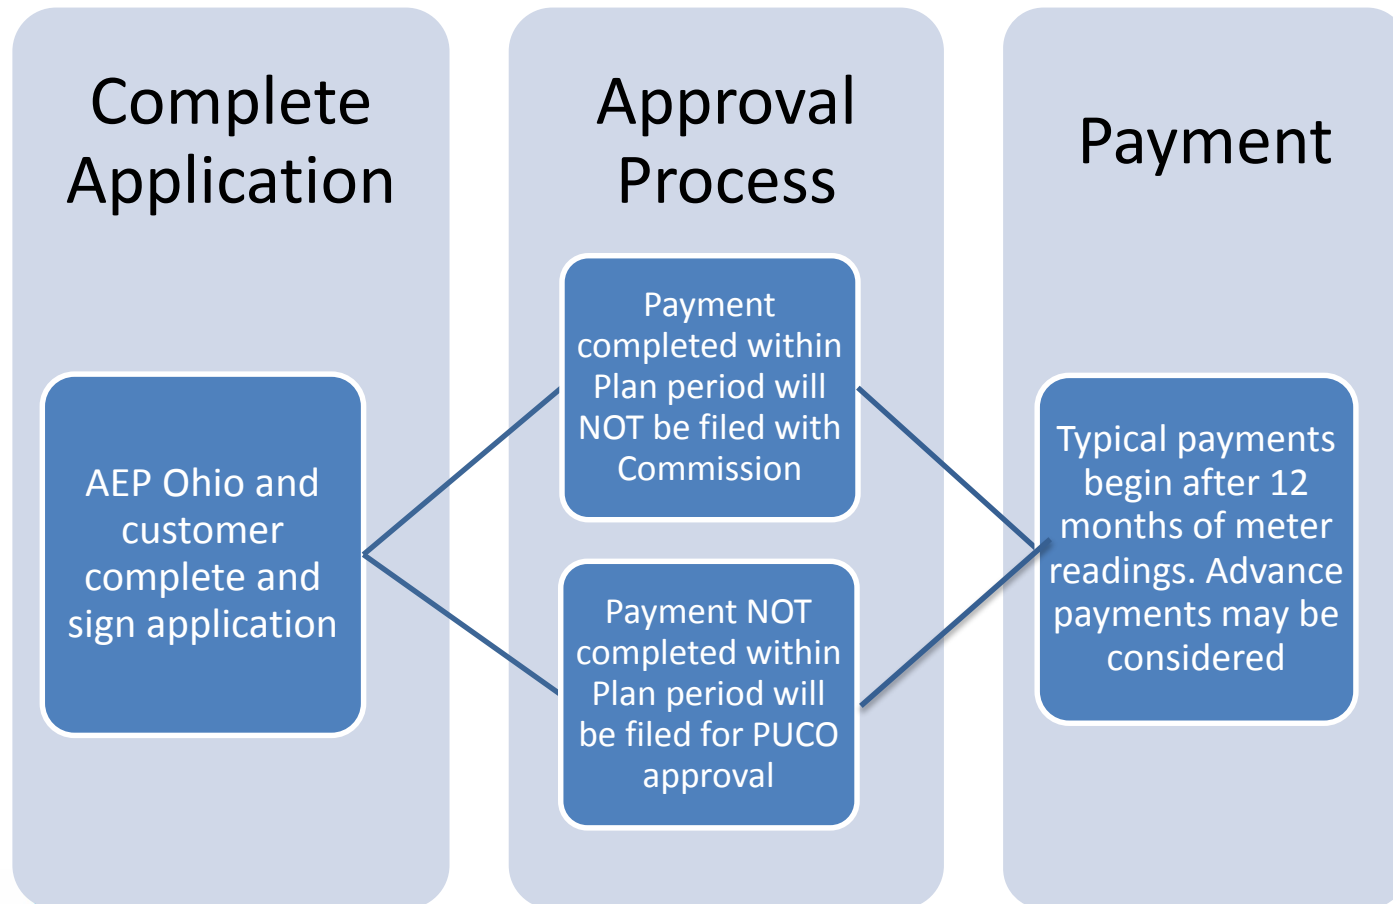 Complete
Application
AEP Ohio and
customer
complete and
sign application
Approval
Process
Payment
completed within
Plan period will
NOT be filed with
Commission
Payment NOT
completed within
Plan period will
be filed for PUCO
approval
Payment
Typical payments
begin after 12
months of meter
readings. Advance
payments may be
considered